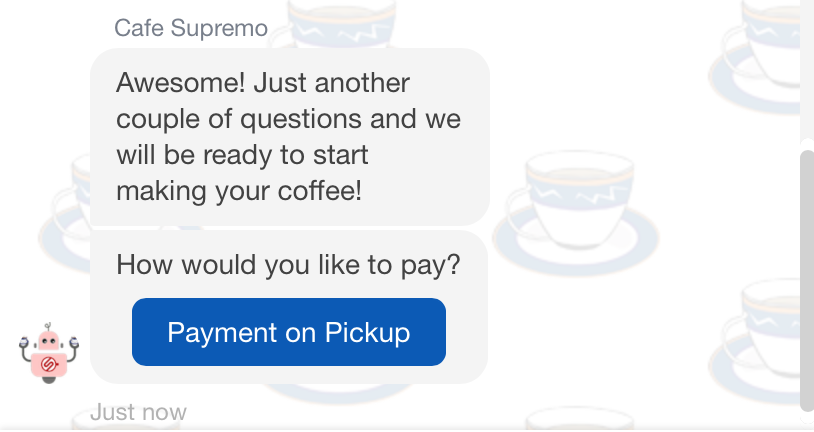 Cafe Supremo
Awesome! Just another
couple of questions and we
will be ready to start
making your coffee!
How would you like to pay?
Payment on Pickup
Just now